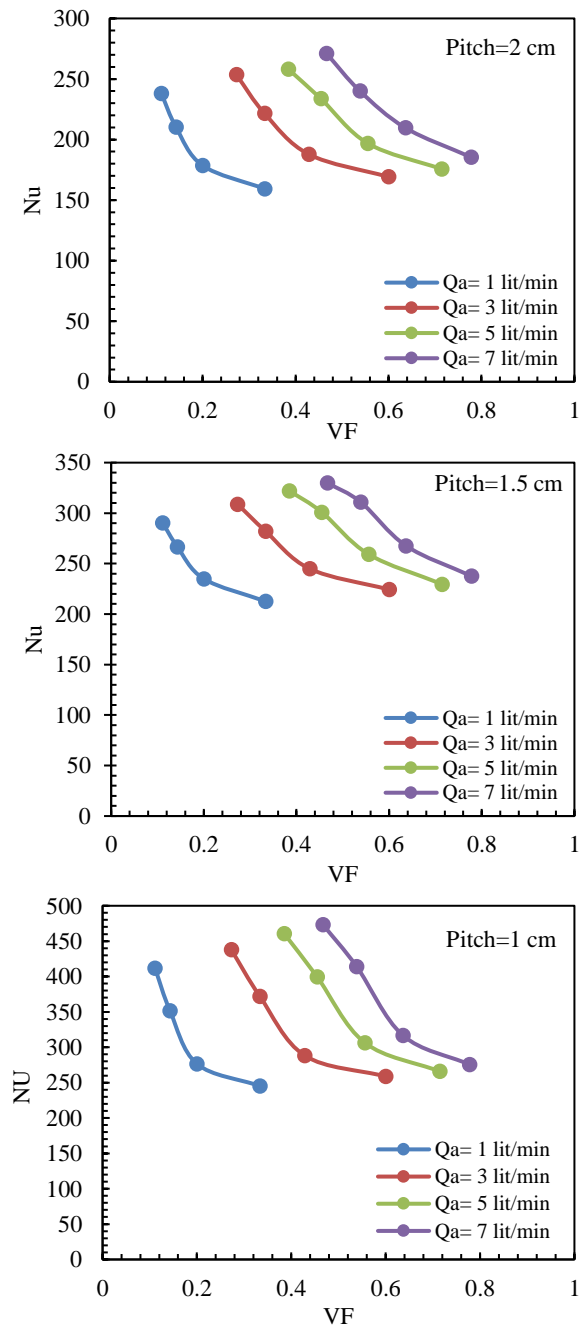 300
Pitch=2 cm
250
200
150
100
50
0
Nu
Qa= 1 lit/min
Qa= 3 lit/min
Qa= 5 lit/min
Qa= 7 lit/min
0 0.2 0.4 0.6 0.8 1
VF
350
Pitch=1.5 cm
300
250
200
150
100
50
0
Nu
Qa= 1 lit/min
Qa= 3 lit/min
Qa= 5 lit/min
Qa= 7 lit/min
0 0.2 0.4 0.6 0.8 1
VF
500
Pitch=1 cm
450
400
350
300
250
200
150
100
50
0
NU
Qa= 1 lit/min
Qa= 3 lit/min
Qa= 5 lit/min
Qa= 7 lit/min
0 0.2 0.4 0.6 0.8 1
VF